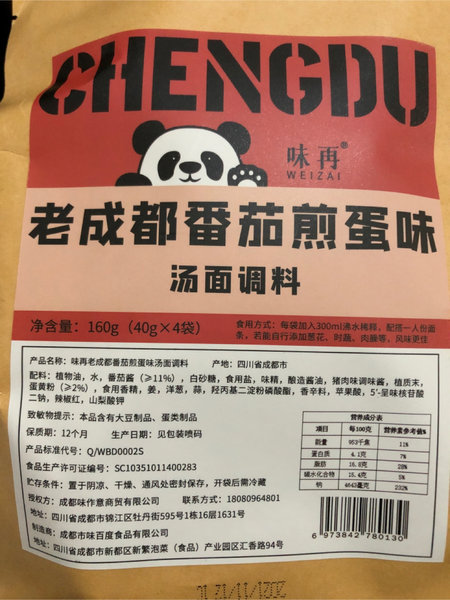 CHENGDU
味再®
WEIZAI
老成都番茄煎蛋味
汤面调料
净含量：160g（40g×4袋）
食用方式：每袋加入300ml沸水稀释，配搭一人份面
条，若能自行添加葱花、时蔬、肉臊等，风味更佳
产品名称：味再老成都番茄煎蛋味汤面调料 产地：四川省成都市
配料：植物油，水，番茄酱（≥11%），白砂糖，食用盐，味精，酿造酱油，猪肉味调味酱，植质末，
蛋黄粉（≥2%），食用香精，姜，洋葱，蒜，羟丙基二淀粉磷酸酯，香辛料，苹果酸，5'-呈味核苷酸
二钠，辣椒红，山梨酸钾
致敏物提示：本品含有大豆制品、蛋类制品
保质期：12个月 生产日期：见包装喷码
产品标准代号：Q/WBD0002S
食品生产许可证编号：SC10351011400283
贮存条件：置于阴凉、干燥、通风处密封保存，开袋后需冷藏
授权方：成都味作意商贸有限公司 联系方式：18080964801
地址：四川省成都市锦江区牡丹街595号1栋16层1631号
制造商：成都市味百度食品有限公司
地址：四川省成都市新都区新繁泡菜（食品）产业园区汇香路94号
营养成分表
项目 每100克 营养素参考值%
能量 953千焦 11%
蛋白质 4.1克 7%
脂肪 16.8克 28%
碳水化合物 15.4克 5%
钠 4643毫克 232%
6 973842 780130